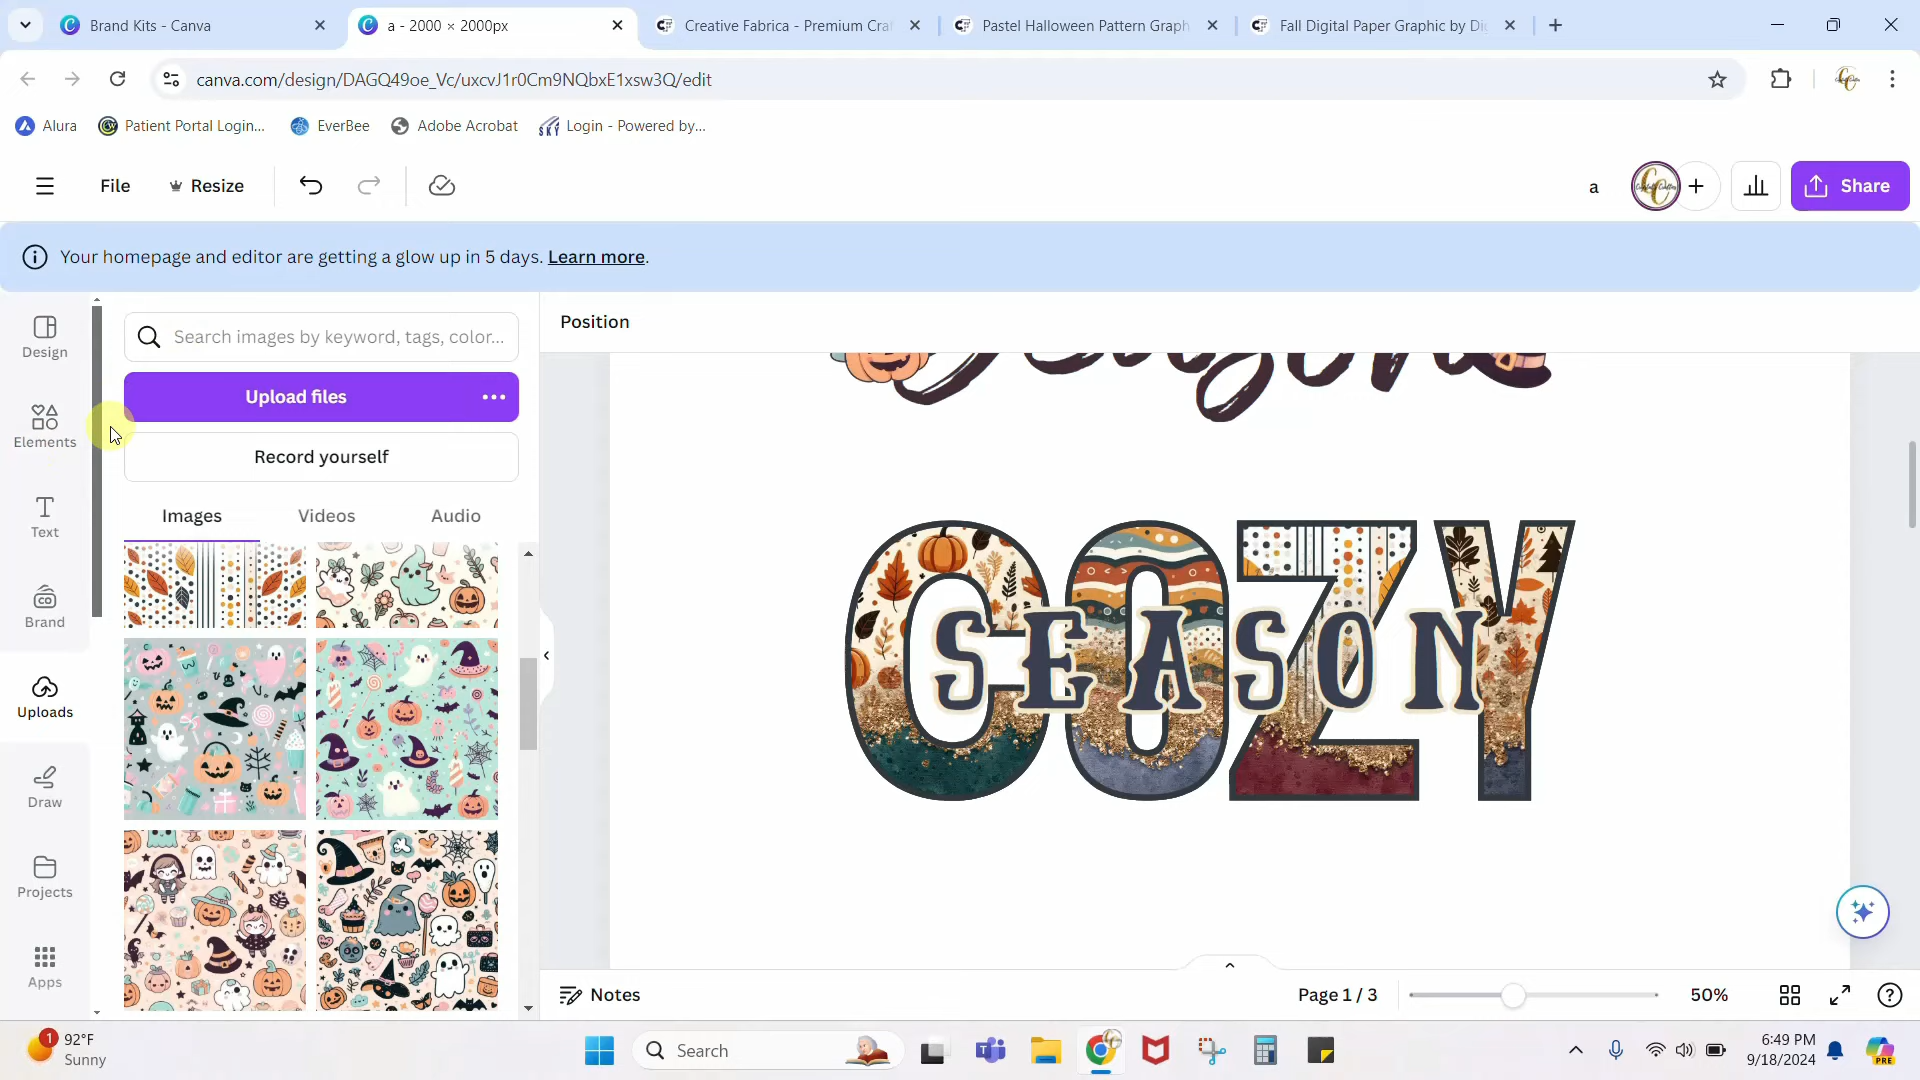 Brand Kits - Canva
a - 2000 × 2000px
Creative Fabrica - Premium Cra
Pastel Halloween Pattern Graph
Fall Digital Paper Graphic by Di
canva.com/design/DAGQ49oe_Vc/uxcvJ1r0Cm9NQbxE1xsw3Q/edit
Alura
Patient Portal Login...
EverBee
Adobe Acrobat
Login - Powered by...
File
Resize
a
Share
Your homepage and editor are getting a glow up in 5 days. Learn more.
Design
Elements
Text
Brand
Uploads
Draw
Projects
Apps
Search images by keyword, tags, color...
Upload files
Record yourself
Images
Videos
Audio
Position
COZY
SEASON
Notes
Page 1 / 3
50%
1
92°F
Sunny
Search
6:49 PM
9/18/2024
PRE